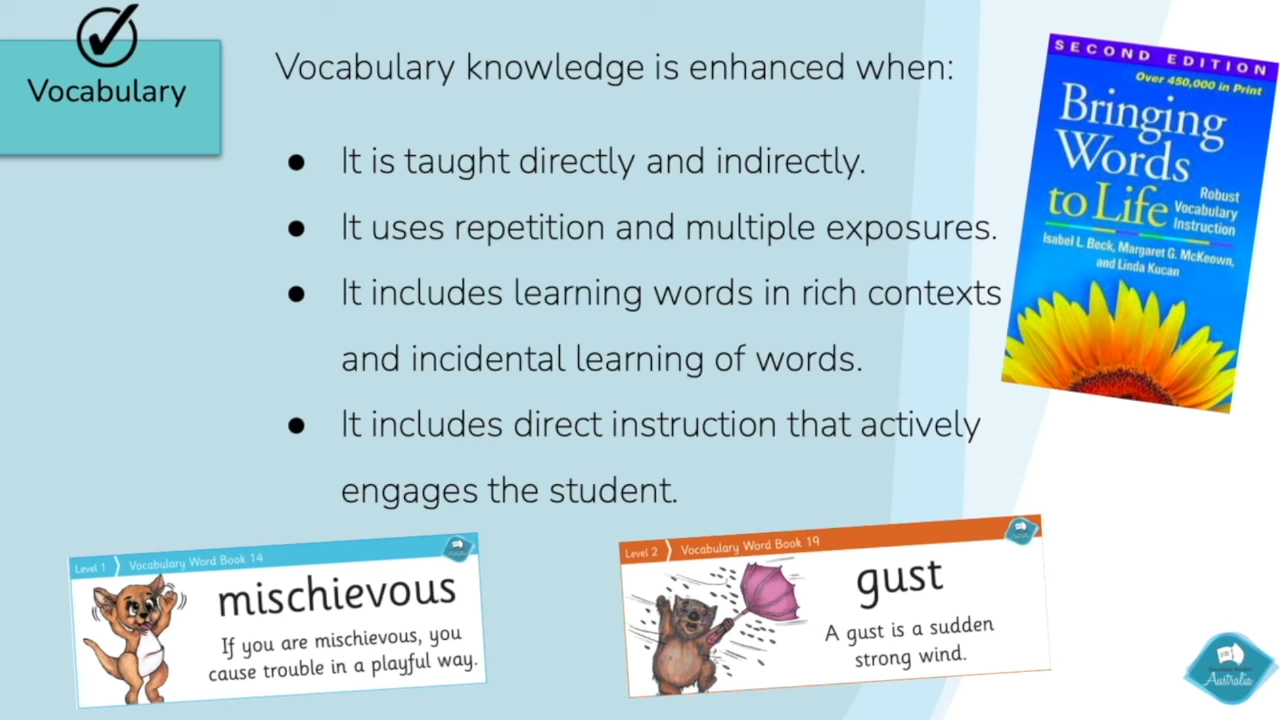 Vocabulary
Vocabulary knowledge is enhanced when:
● It is taught directly and indirectly.
● It uses repetition and multiple exposures.
● It includes learning words in rich contexts
and incidental learning of words.
● It includes direct instruction that actively
engages the student.
SECOND EDITION
Over 450,000 in Print
Bringing
Words
to Life
Robust
Vocabulary
Instruction
Isabel L. Beck, Margaret G. McKeown,
and Linda Kucan
Level 1 Vocabulary Word Book 14
mischievous
If you are mischievous, you
cause trouble in a playful way.
Level 2 Vocabulary Word Book 19
gust
A gust is a sudden
strong wind.
Australia